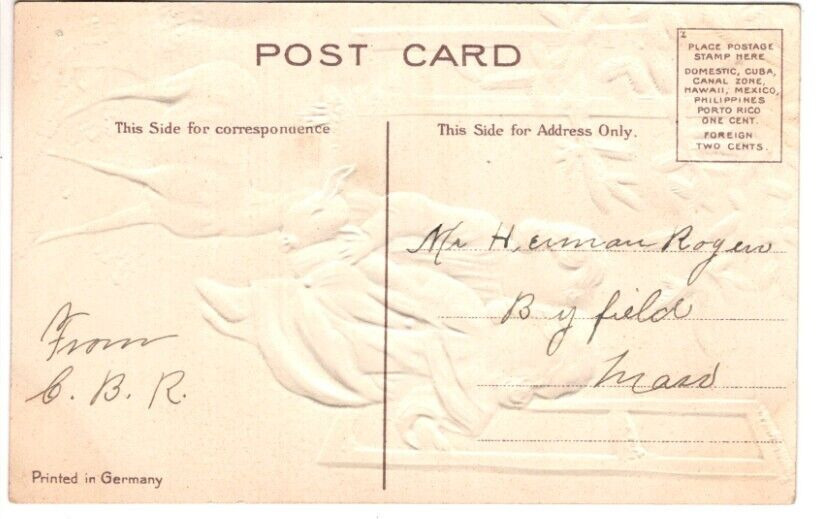 POST CARD
PLACE POSTAGE
STAMP HERE
DOMESTIC, CUBA,
CANAL ZONE,
HAWAII, MEXICO,
PHILIPPINES
PORTO RICO
ONE CENT.
FOREIGN
TWO CENTS.
This Side for correspondence
This Side for Address Only.
Mr Herman Rogers
Byfield
Mass
From
C. B. R.
Printed in Germany